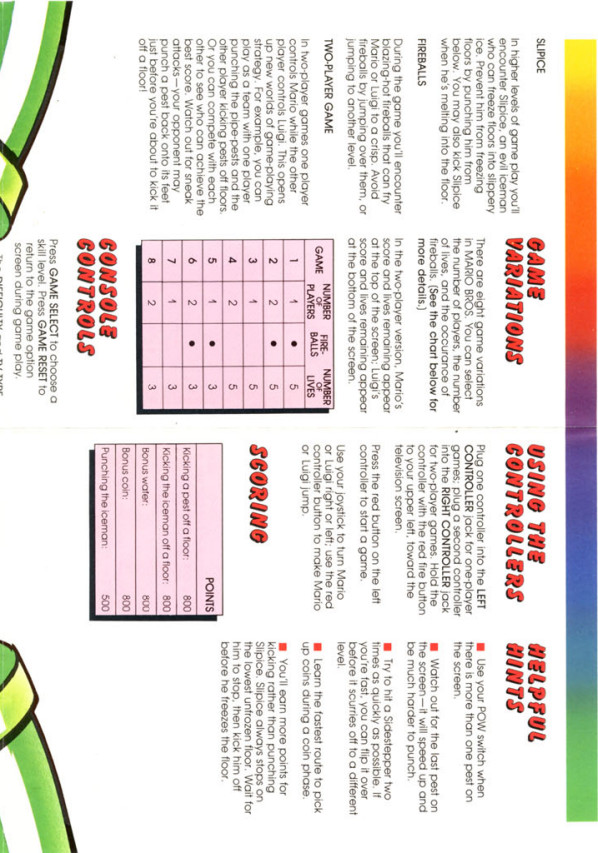 SLIPICE
In higher levels of game play you'll
encounter Slipice, an evil iceman
who can freeze floors into slippery
ice. Prevent him from freezing
floors by punching him from
below. You may also kick Slipice
when he's melting into the floor.
FIREBALLS
During the game you'll encounter
blazing-hot fireballs that can fry
Mario or Luigi to a crisp. Avoid
fireballs by jumping over them, or
jumping to another level.
TWO-PLAYER GAME
In two-player games one player
controls Mario while the other
player controls Luigi. This opens
up new worlds of game-playing
strategy. For example, you can
play as a team with one player
punching the pipe-pests and the
other player kicking pests off floors.
Or you can compete with each
other to see who can achieve the
best score. Watch out for sneak
attacks—your opponent may
punch a pest back onto its feet
just before you're about to kick it
off a floor!
GAME
VARIATIONS
There are eight game variations
in MARIO BROS. You can select
the number of players, the number
of lives, and the occurance of
fireballs. (See the chart below for
more details.)
In the two-player version, Mario's
score and lives remaining appear
at the top of the screen; Luigi's
score and lives remaining appear
at the bottom of the screen.
GAME NUMBER OF PLAYERS FIRE-BALLS NUMBER OF LIVES
1 1 • 5
2 2 • 5
3 1 5
4 2 5
5 1 • 3
6 2 • 3
7 1 3
8 2 3
CONSOLE
CONTROLS
Press GAME SELECT to choose a
skill level. Press GAME RESET to
return to the game option
screen during game play.
USING THE
CONTROLLERS
Plug one controller into the LEFT
CONTROLLER jack for one-player
games; plug a second controller
into the RIGHT CONTROLLER jack
for two-player games. Hold the
controller with the red fire button
to your upper left, toward the
television screen.
Press the red button on the left
controller to start a game.
Use your joystick to turn Mario
or Luigi right or left; use the red
controller button to make Mario
or Luigi jump.
SCORING
POINTS
Kicking a pest off a floor: 800
Kicking the iceman off a floor: 800
Bonus wafer: 800
Bonus coin: 800
Punching the iceman: 500
HELPFUL
HINTS
■ Use your POW switch when
there is more than one pest on
the screen.
■ Watch out for the last pest on
the screen—it will speed up and
be much harder to punch.
■ Try to hit a Sidestepper two
times as quickly as possible. If
you're fast, you can flip it over
before it scurries off to a different
level.
■ Learn the fastest route to pick
up coins during a coin phase.
■ You'll earn more points for
kicking rather than punching
Slipice. Slipice always stops on
the lowest unfrozen floor. Wait for
him to stop, then kick him off
before he freezes the floor.